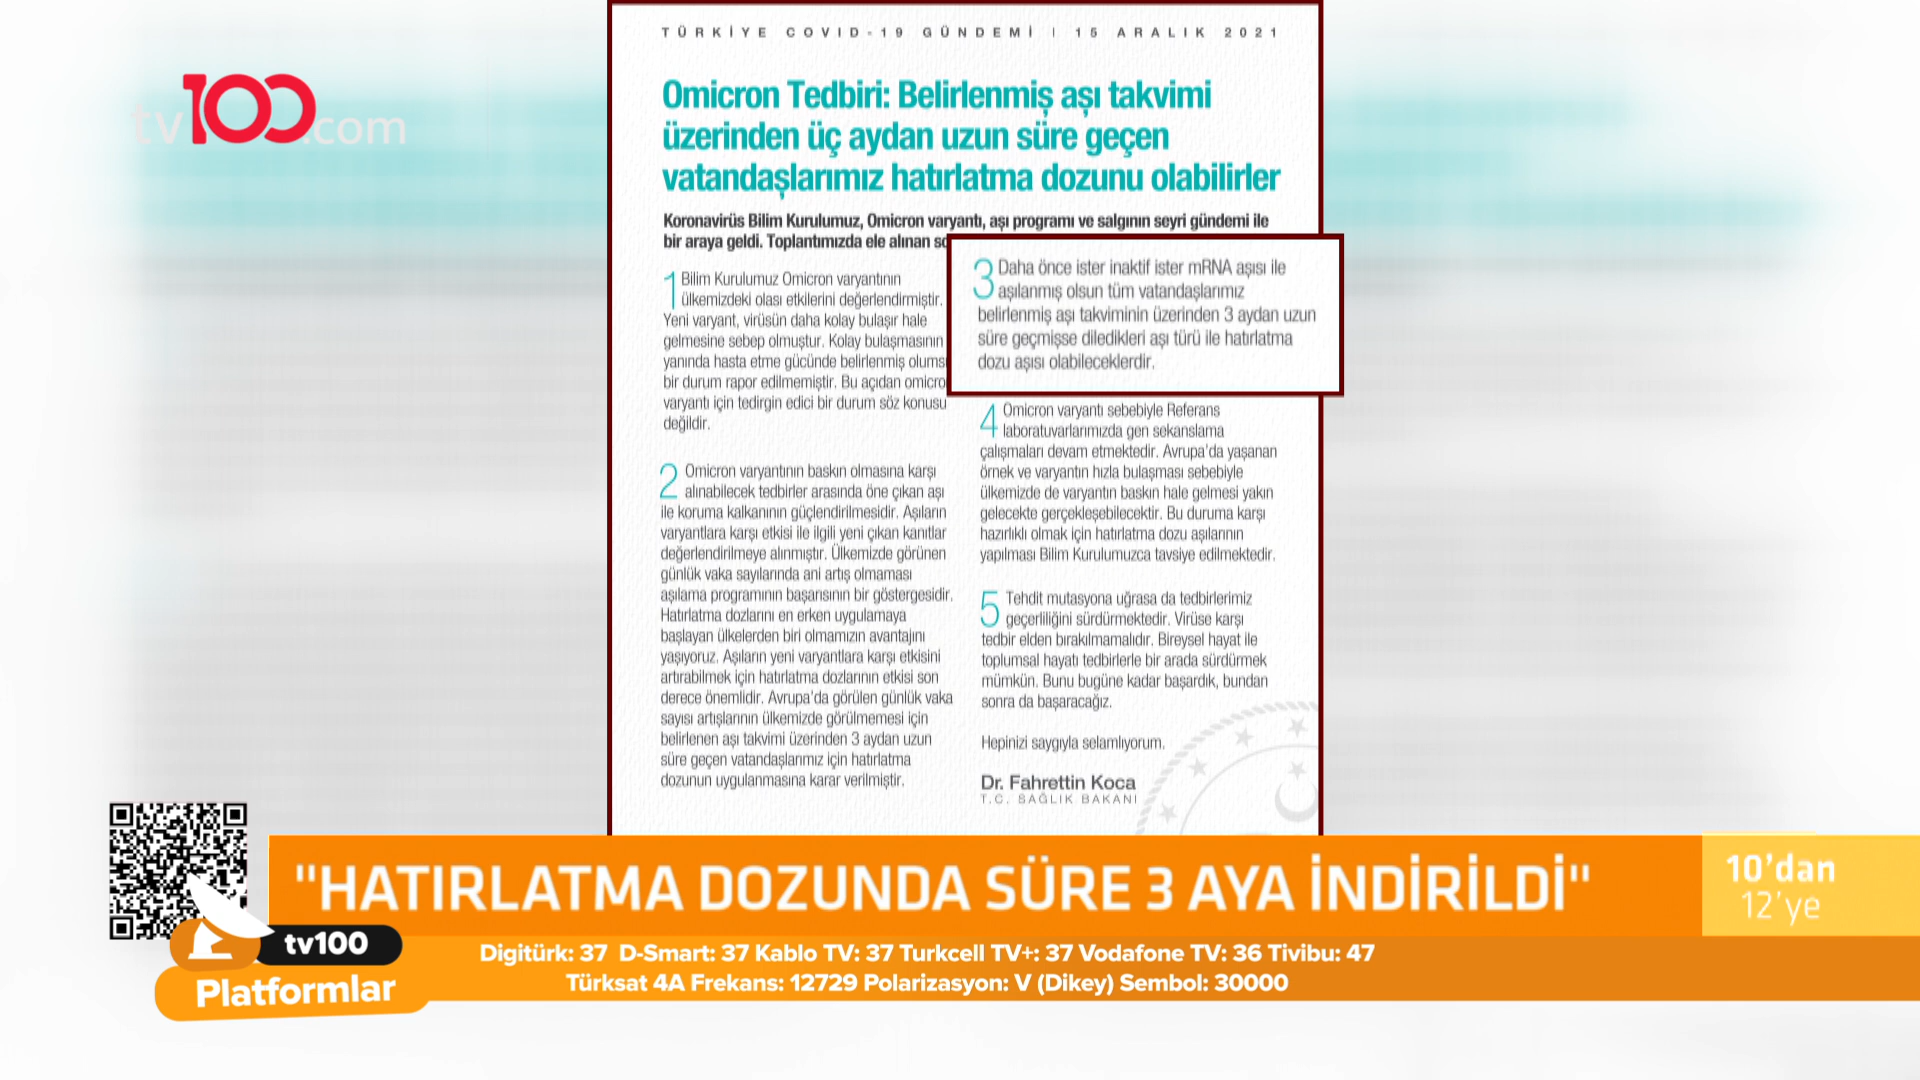 TÜRKİYE COVID-19 GÜNDEMİ | 15 ARALIK 2021
tv100.com
Omicron Tedbiri: Belirlenmiş aşı takvimi
üzerinden üç aydan uzun süre geçen
vatandaşlarımız hatırlatma dozunu olabilirler
Koronavirüs Bilim Kurulumuz, Omicron varyantı, aşı programı ve salgının seyri gündemi ile
bir araya geldi. Toplantımızda ele alınan
1 Bilim Kurulumuz Omicron varyantının
ülkemizdeki olası etkilerini değerlendirmiştir.
Yeni varyant, virüsün daha kolay bulaşır hale
gelmesine sebep olmuştur. Kolay bulaşmasının
yanında hasta etme gücünde belirlenmiş
bir durum rapor edilmemiştir. Bu açıdan
varyantı için tedirgin edici bir durum söz konusu
değildir.
2 Omicron varyantının baskın olmasına karşı
alınabilecek tedbirler arasında öne çıkan aşı
ile koruma kalkanının güçlendirilmesidir. Aşıların
varyantlara karşı etkisi ile ilgili yeni çıkan kanıtlar
değerlendirilmeye alınmıştır. Ülkemizde görünen
günlük vaka sayılarında ani artış olmaması
aşılama programının başarısının bir göstergesidir.
Hatırlatma dozlarını en erken uygulamaya
başlayan ülkelerden biri olmamızın avantajını
yaşıyoruz. Aşıların yeni varyantlara karşı etkisini
artırabilmek için hatırlatma dozlarının etkisi son
derece önemlidir. Avrupa'da görülen günlük vaka
sayısı artışlarının ülkemizde görülmemesi için
belirlenen aşı takvimi üzerinden 3 aydan uzun
süre geçen vatandaşlarımız için hatırlatma
dozunun uygulanmasına karar verilmiştir.
3 Daha önce ister inaktif ister mRNA aşısı ile
aşılanmış olsun tüm vatandaşlarımız
belirlenmiş aşı takviminin üzerinden 3 aydan uzun
süre geçmişse diledikleri aşı türü ile hatırlatma
dozu aşısı olabileceklerdir.
4 Omicron varyantı sebebiyle Referans
laboratuvarlarımızda gen sekanslama
çalışmaları devam etmektedir. Avrupa'da yaşanan
örnek ve varyantın hızla bulaşması sebebiyle
ülkemizde de varyantın baskın hale gelmesi yakın
gelecekte gerçekleşebilecektir. Bu duruma karşı
hazırlıklı olmak için hatırlatma dozu aşılarının
yapılması Bilim Kurulumuzca tavsiye edilmektedir.
5 Tehdit mutasyona uğrasa da tedbirlerimiz
geçerliliğini sürdürmektedir. Virüse karşı
tedbir elden bırakılmamalıdır. Bireysel hayat ile
toplumsal hayatı tedbirlerle bir arada sürdürmek
mümkün. Bunu bugüne kadar başardık, bundan
sonra da başaracağız.
Hepinizi saygıyla selamlıyorum.
Dr. Fahrettin Koca
T.C. SAĞLIK BAKANI
"HATIRLATMA DOZUNDA SÜRE 3 AYA İNDİRİLDİ"
10'dan
12'ye
tv100
Platformlar
Digitürk: 37 D-Smart: 37 Kablo TV: 37 Turkcell TV+: 37 Vodafone TV: 36 Tivibu: 47
Türksat 4A Frekans: 12729 Polarizasyon: V (Dikey) Sembol: 30000